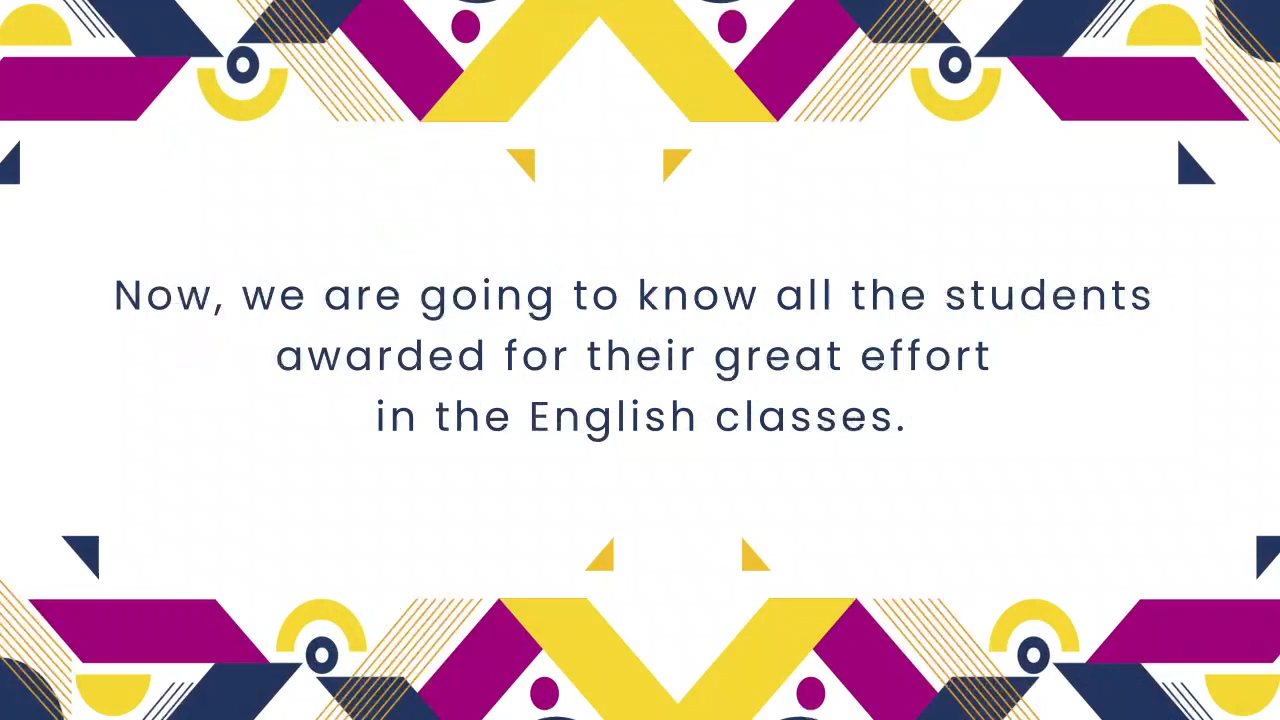 Now, we are going to know all the students
awarded for their great effort
in the English classes.